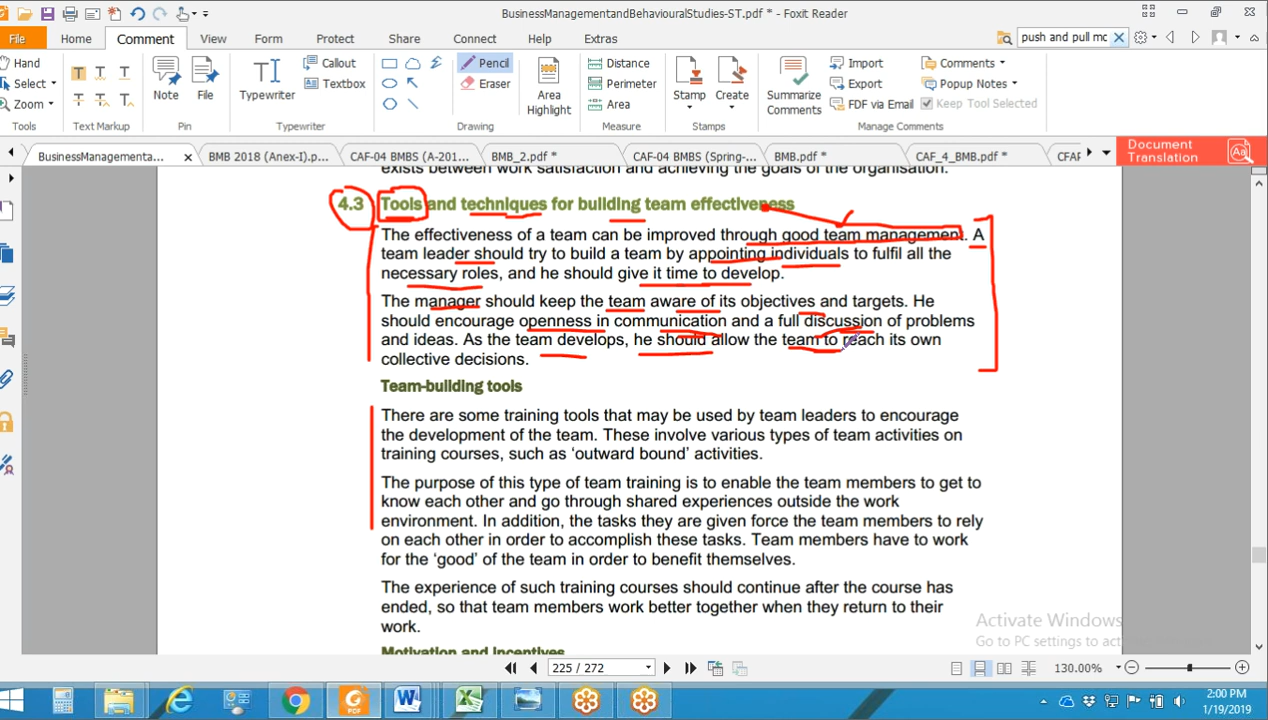 BusinessManagementandBehaviouralStudies-ST.pdf * - Foxit Reader
File Home Comment View Form Protect Share Connect Help Extras push and pull mo
Hand
Select
Zoom
Tools
Text Markup
Note
File
Pin
Typewriter
Callout
Textbox
Typewriter
Pencil
Eraser
Area
Highlight
Drawing
Distance
Perimeter
Area
Measure
Stamp
Create
Stamps
Summarize
Comments
Import
Export
FDF via Email
Comments
Popup Notes
Keep Tool Selected
Manage Comments
BusinessManagementa... BMB 2018 (Anex-I).p... CAF-04 BMBS (A-201... BMB_2.pdf * CAF-04 BMBS (Spring-... BMB.pdf * CAF_4_BMB.pdf * CFAP
Document
Translation
exists between work satisfaction and achieving the goals of the organisation.
4.3 Tools and techniques for building team effectiveness
The effectiveness of a team can be improved through good team management. A
team leader should try to build a team by appointing individuals to fulfil all the
necessary roles, and he should give it time to develop.
The manager should keep the team aware of its objectives and targets. He
should encourage openness in communication and a full discussion of problems
and ideas. As the team develops, he should allow the team to reach its own
collective decisions.
Team-building tools
There are some training tools that may be used by team leaders to encourage
the development of the team. These involve various types of team activities on
training courses, such as ‘outward bound’ activities.
The purpose of this type of team training is to enable the team members to get to
know each other and go through shared experiences outside the work
environment. In addition, the tasks they are given force the team members to rely
on each other in order to accomplish these tasks. Team members have to work
for the ‘good’ of the team in order to benefit themselves.
The experience of such training courses should continue after the course has
ended, so that team members work better together when they return to their
work.
Motivation and incentives
Activate Windows
Go to PC settings to act
225 / 272
130.00%
2:00 PM
1/19/2019